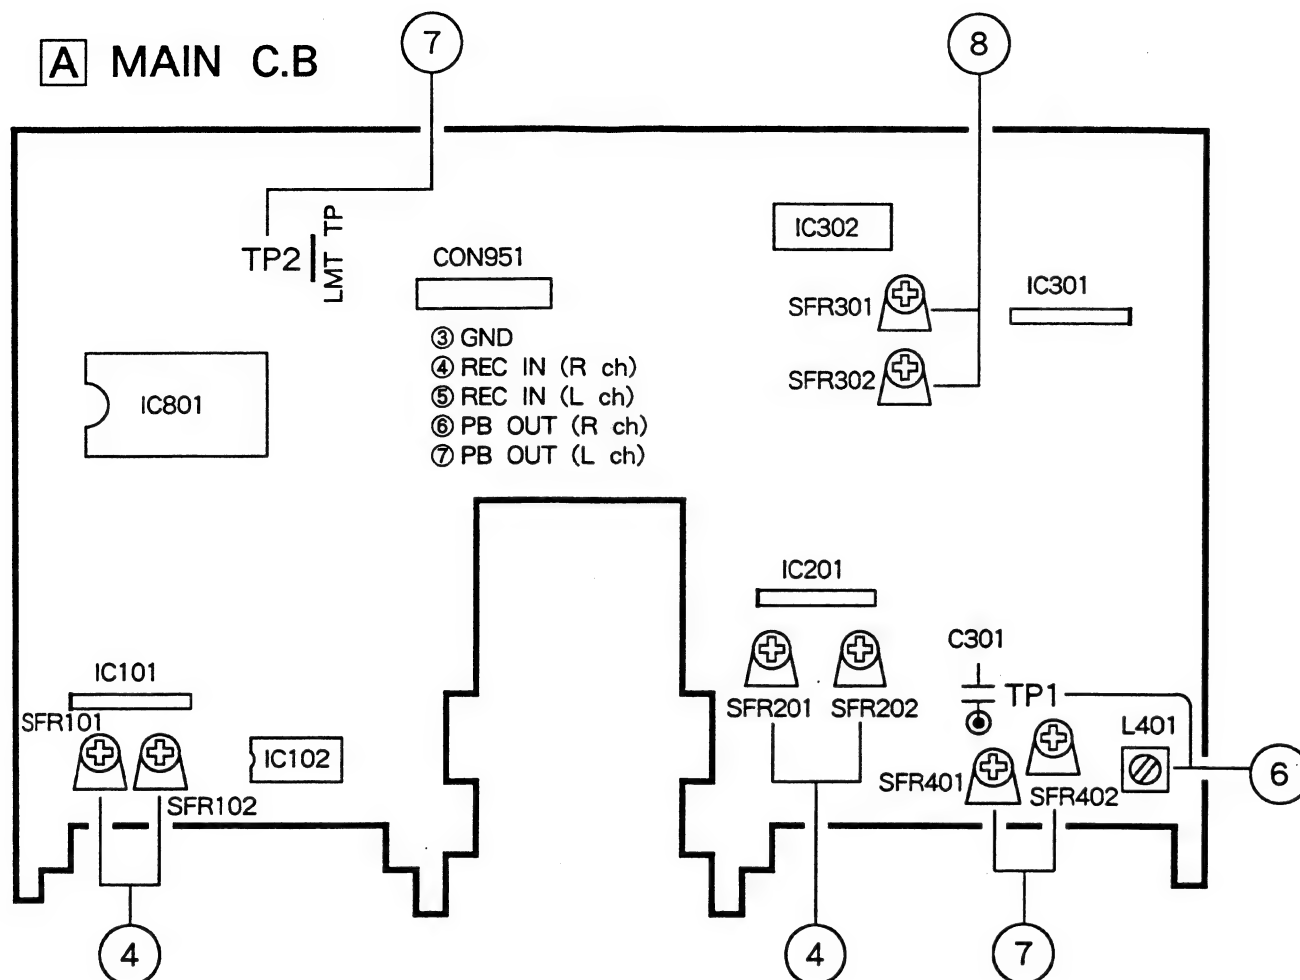 7
8
A MAIN C.B
TP2
LMT TP
CON951
IC302
SFR301
IC301
③ GND
④ REC IN (R ch)
⑤ REC IN (L ch)
⑥ PB OUT (R ch)
⑦ PB OUT (L ch)
SFR302
IC801
IC201
C301
IC101
SFR101
SFR201
SFR202
TP1
L401
IC102
SFR102
SFR401
SFR402
6
4
4
7